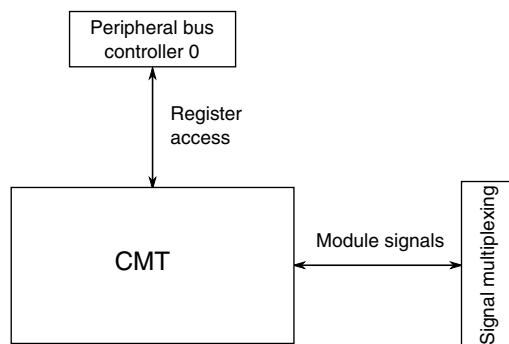 Peripheral bus
controller 0
Register
access
CMT
Module signals
Signal multiplexing